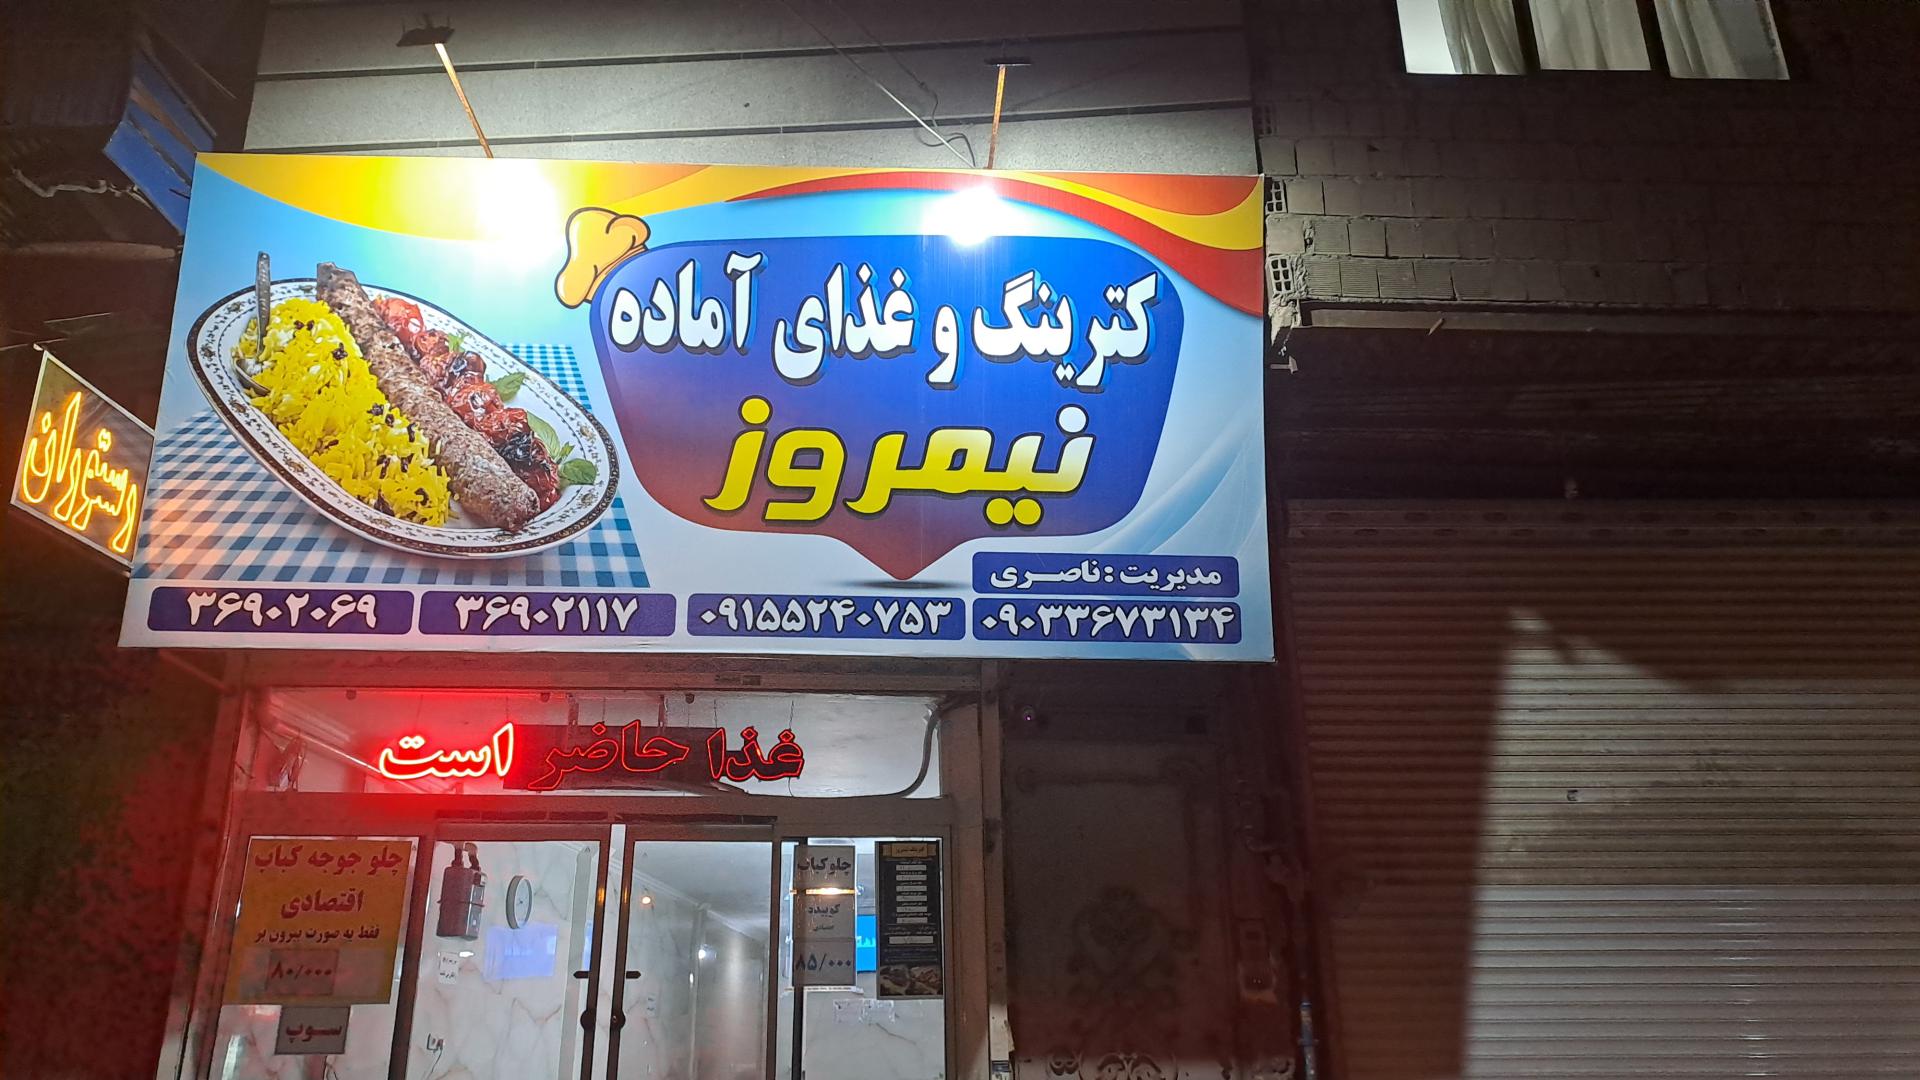 کترینگ و غذای آماده
نیمروز
مدیریت : ناصری
۰۹۰۳۳۶۷۳۱۳۴
۰۹۱۵۵۲۴۰۷۵۳
۳۶۹۰۲۱۱۷
۳۶۹۰۲۰۶۹
رستوران
غذا حاضر است
چلو جوجه کباب
اقتصادی
فقط به صورت بیرون بر
۸۰/۰۰۰
سوپ
چلوکباب
کوبیده
اقتصادی
۸۵/۰۰۰